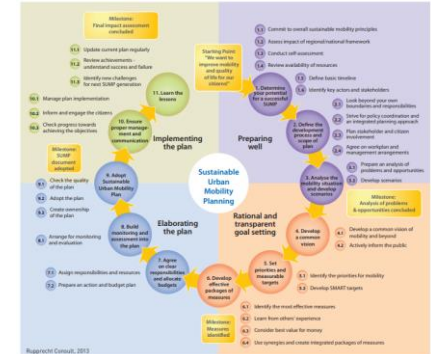 Milestone:
Final impact assessment
concluded
11.1 Update current plan regularly
11.2 Review achievements -
understand success and failure
11.3 Identify new challenges
for next SUMP generation
10.1 Manage plan implementation
10.2 Inform and engage the citizens
10.3 Check progress towards
achieving the objectives
Milestone:
SUMP
document
adopted
9.1 Check the quality
of the plan
9.2 Adopt the plan
9.3 Create ownership
of the plan
8.1 Arrange for monitoring
and evaluation
7.1 Assign responsibilities and resources
7.2 Prepare an action and budget plan
Starting Point:
"We want to
improve mobility
and quality
of life for our
citizens!"
1.1 Commit to overall sustainable mobility principles
1.2 Assess impact of regional/national framework
1.3 Conduct self-assessment
1.4 Review availability of resources
1.5 Define basic timeline
1.6 Identify key actors and stakeholders
2.1 Look beyond your own
boundaries and responsibilities
2.2 Strive for policy coordination and
an integrated planning approach
2.3 Plan stakeholder and citizen
involvement
2.4 Agree on workplan and
management arrangements
3.1 Prepare an analysis of
problems and opportunities
3.2 Develop scenarios
Milestone:
Analysis of problems
& opportunities concluded
4.1 Develop a common vision of
mobility and beyond
4.2 Actively inform the public
5.1 Identify the priorities for mobility
5.2 Develop SMART targets
6.1 Identify the most effective measures
6.2 Learn from others' experience
6.3 Consider best value for money
6.4 Use synergies and create integrated packages of measures
Milestone:
Measures
identified
11. Learn the
lessons
10. Ensure
proper manage-
ment and
communication
9. Adopt
Sustainable
Urban Mobility
Plan
8. Build
monitoring and
assessment into
the plan
7. Agree
on clear
responsibilities
and allocate
budgets
6. Develop
effective
packages of
measures
5. Set
priorities and
measurable
targets
4. Develop
a common
vision
3. Analyse the
mobility situation
and develop
scenarios
2. Define the
development
process and
scope of
plan
1. Determine
your potential
for a successful
SUMP
Implementing
the plan
Preparing
well
Sustainable
Urban
Mobility
Planning
Elaborating
the plan
Rational and
transparent
goal setting
Rupprecht Consult, 2013